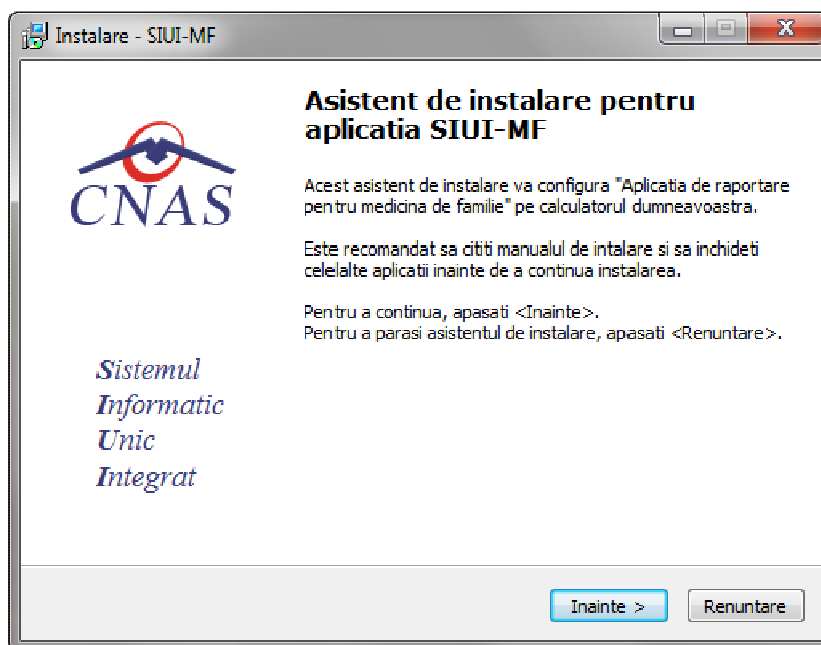 Instalare - SIUI-MF
Asistent de instalare pentru
aplicatia SIUI-MF
Acest asistent de instalare va configura "Aplicatia de raportare
pentru medicina de familie" pe calculatorul dumneavoastra.
Este recomandat sa cititi manualul de intalare si sa inchideti
celelalte aplicatii inainte de a continua instalarea.
Pentru a continua, apasati <Inainte>.
Pentru a parasi asistentul de instalare, apasati <Renuntare>.
CNAS
Sistemul
Informatic
Unic
Integrat
Inainte >
Renuntare